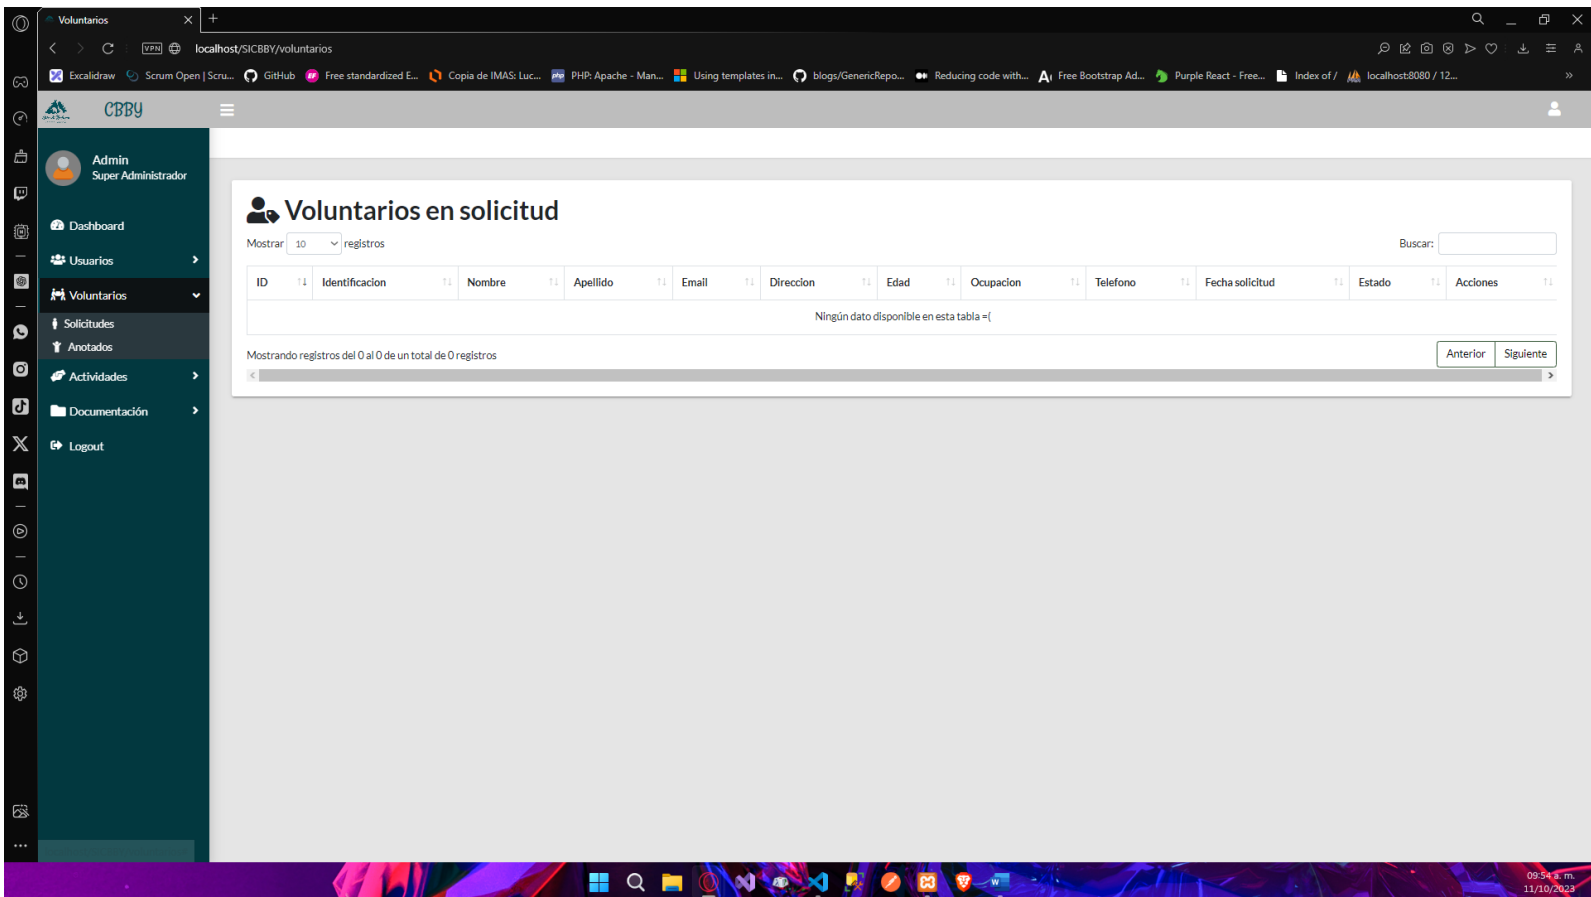 Voluntarios
VPN
localhost/SICBBY/voluntarios
Excalidraw
Scrum Open | Scru...
GitHub
Free standardized E...
Copia de IMAS: Luc...
PHP: Apache - Man...
Using templates in...
blogs/GenericRepo...
Reducing code with...
Free Bootstrap Ad...
Purple React - Free...
Index of /
localhost:8080 / 12...
CBBY
Admin
Super Administrador
Dashboard
Usuarios
Voluntarios
Solicitudes
Anotados
Actividades
Documentación
Logout
Voluntarios en solicitud
Mostrar 10 registros
Buscar:
ID Identificacion Nombre Apellido Email Direccion Edad Ocupacion Telefono Fecha solicitud Estado Acciones
Ningún dato disponible en esta tabla =(
Mostrando registros del 0 al 0 de un total de 0 registros
Anterior Siguiente
09:54 a. m.
11/10/2023